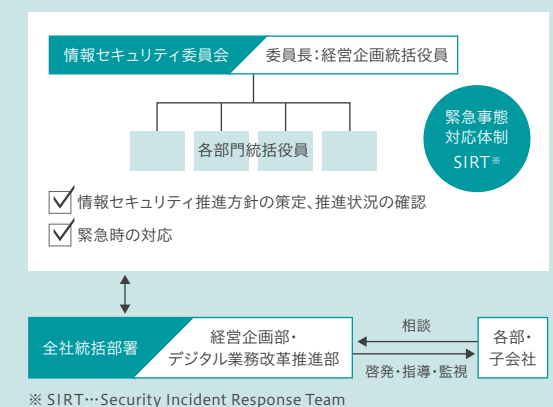 情報セキュリティ委員会
委員長：経営企画統括役員
緊急事態
対応体制
SIRT※
各部門統括役員
情報セキュリティ推進方針の策定、推進状況の確認
緊急時の対応
全社統括部署
経営企画部・
デジタル業務改革推進部
相談
啓発・指導・監視
各部・
子会社
※ SIRT…Security Incident Response Team